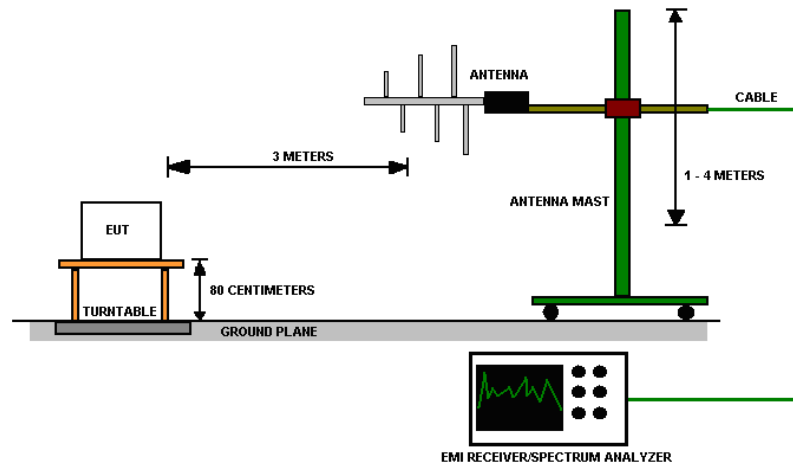 ANTENNA
CABLE
3 METERS
1 - 4 METERS
ANTENNA MAST
EUT
80 CENTIMETERS
TURNTABLE
GROUND PLANE
EMI RECEIVER/SPECTRUM ANALYZER